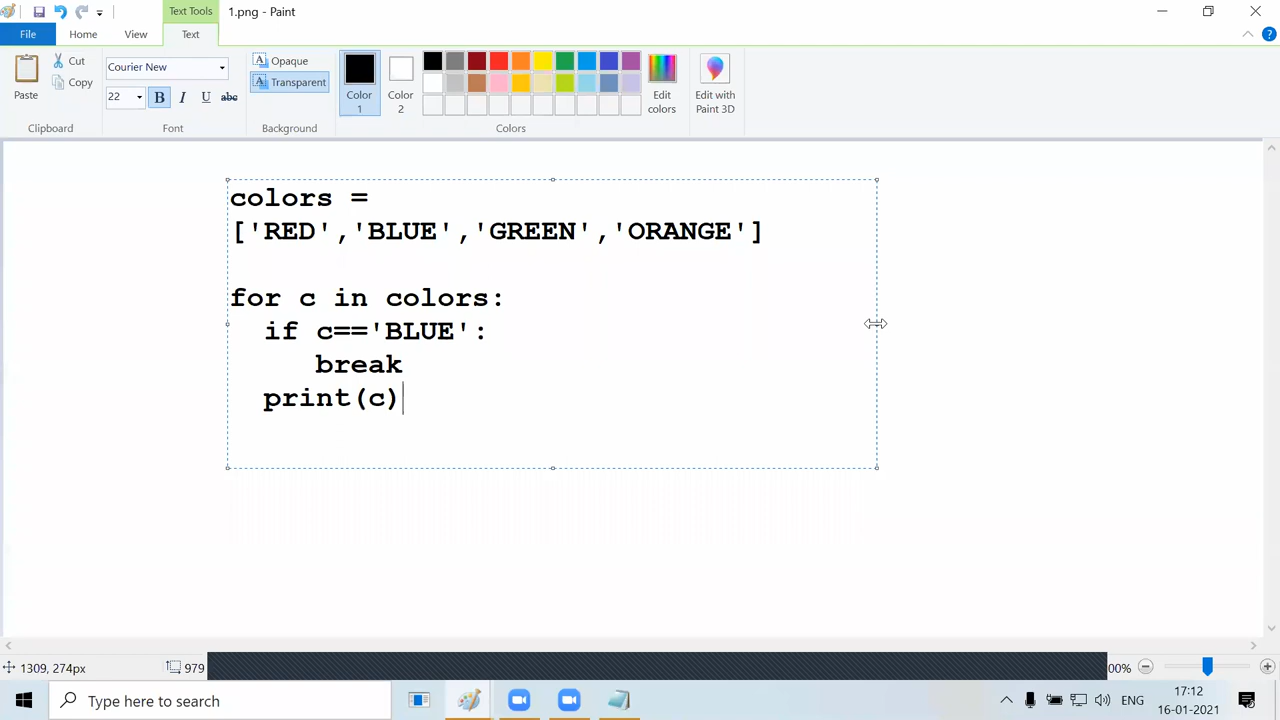 Text Tools
1.png - Paint
File
Home
View
Text
Paste
Cut
Copy
Clipboard
Courier New
22
B I U abc
Font
Opaque
Transparent
Background
Color
1
Color
2
Edit
colors
Edit with
Paint 3D
Colors
colors =
['RED','BLUE','GREEN','ORANGE']
for c in colors:
  if c=='BLUE':
     break
  print(c)
1309, 274px
979
00%
Type here to search
ENG
17:12
16-01-2021